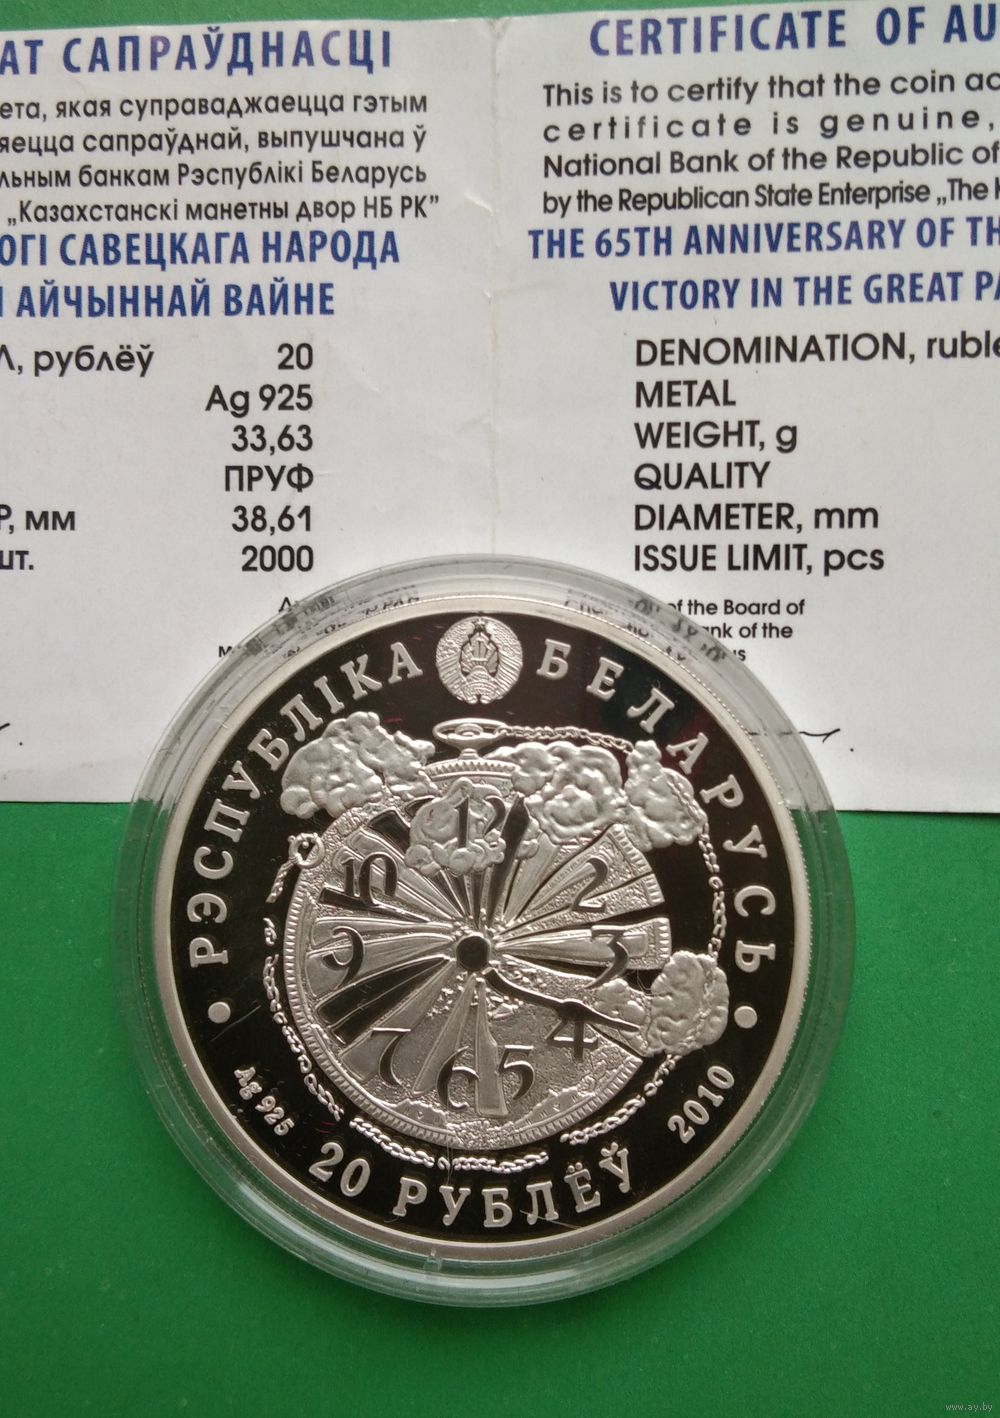 АТ САПРАЎДНАСЦІ
ета, якая суправаджаецца гэтым
яецца сапраўднай, выпушчана ў
льным банкам Рэспублікі Беларусь
„Казахстанскі манетны двор НБ РК”
ОГІ САВЕЦКАГА НАРОДА
Й АЙЧЫННАЙ ВАЙНЕ
Л, рублёў 20
Ag 925
33,63
ПРУФ
Р, мм 38,61
шт. 2000
CERTIFICATE OF AU
This is to certify that the coin ac
certificate is genuine,
National Bank of the Republic of
by the Republican State Enterprise „The K
THE 65TH ANNIVERSARY OF TH
VICTORY IN THE GREAT PA
DENOMINATION, ruble
METAL
WEIGHT, g
QUALITY
DIAMETER, mm
ISSUE LIMIT, pcs
of the Board of
nk of the
РЭСПУБЛІКА БЕЛАРУСЬ
12
10 2
9 3
4
7 6 5
Ag 925
20 РУБЛЁЎ
2010
www.ay.by